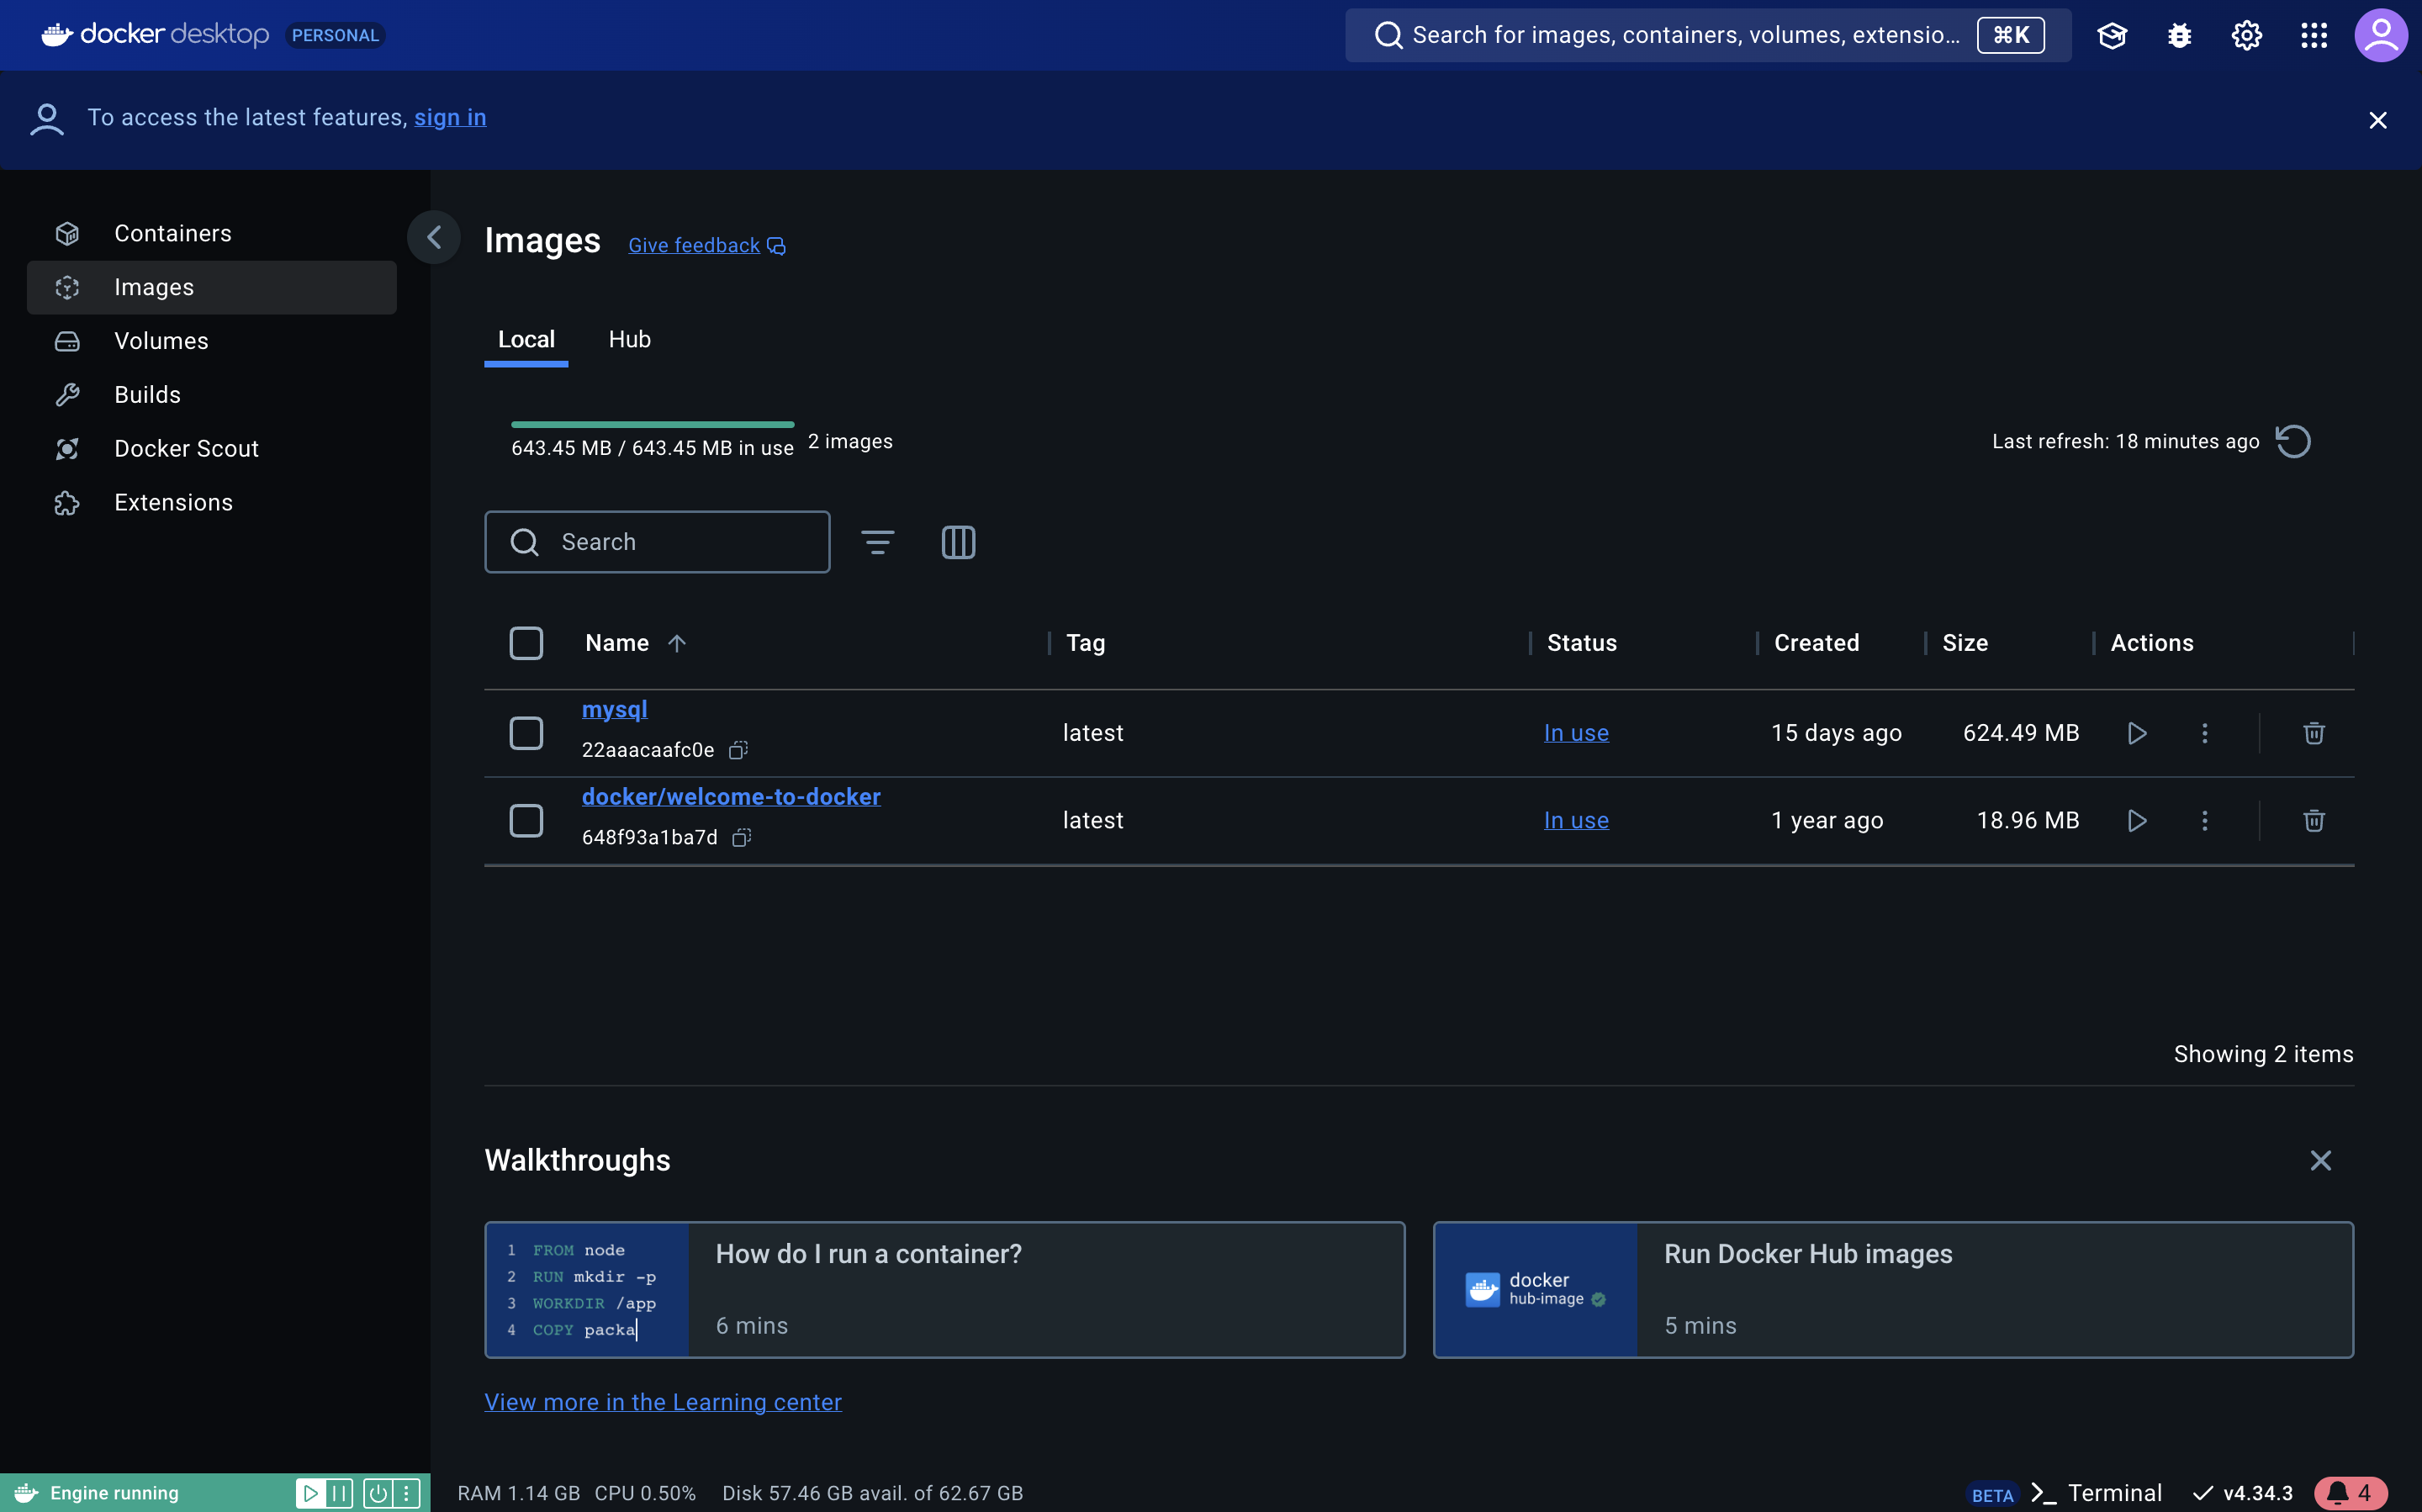 docker desktop PERSONAL
Search for images, containers, volumes, extensio... ⌘K
To access the latest features, sign in
Containers
Images
Volumes
Builds
Docker Scout
Extensions
Images Give feedback
Local Hub
643.45 MB / 643.45 MB in use 2 images
Last refresh: 18 minutes ago
Search
Name Tag Status Created Size Actions
mysql
22aaacaafc0e
latest In use 15 days ago 624.49 MB
docker/welcome-to-docker
648f93a1ba7d
latest In use 1 year ago 18.96 MB
Showing 2 items
Walkthroughs
1 FROM node
2 RUN mkdir -p
3 WORKDIR /app
4 COPY packa
How do I run a container?
6 mins
docker
hub-image
Run Docker Hub images
5 mins
View more in the Learning center
Engine running
RAM 1.14 GB CPU 0.50% Disk 57.46 GB avail. of 62.67 GB
BETA >_ Terminal v4.34.3 4